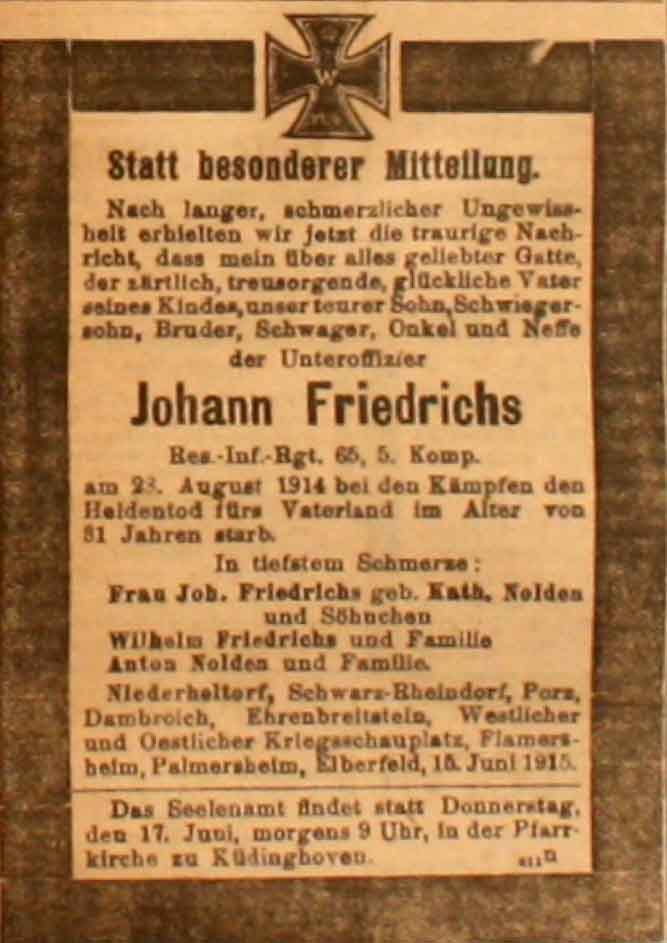 W
Statt besonderer Mitteilung.
Nach langer, schmerzlicher Ungewiss-
heit erhielten wir jetzt die traurige Nach-
richt, dass mein über alles geliebter Gatte,
der zärtlich, treusorgende, glückliche Vater
seines Kindes, unser teurer Sohn, Schwieger-
sohn, Bruder, Schwager, Onkel und Neffe
der Unteroffizier
Johann Friedrichs
Res.-Inf.-Rgt. 65, 5. Komp.
am August 1914 bei den Kämpfen den
Heldentod fürs Vaterland im Alter von
31 Jahren starb.
In tiefstem Schmerze:
Frau Joh. Friedrichs geb. Kath. Nolden
und Söhnchen
Wilhelm Friedrichs und Familie
Anton Nolden und Familie.
Niederholtorf, Schwarz-Rheindorf, Porz,
Dambroich, Ehrenbreitstein, Westlicher
und Oestlicher Kriegsschauplatz, Flamers-
heim, Palmersheim, Elberfeld, 15. Juni 1915.
Das Seelenamt findet statt Donnerstag,
den 17. Juni, morgens 9 Uhr, in der Pfarr-
kirche zu Küdinghoven.